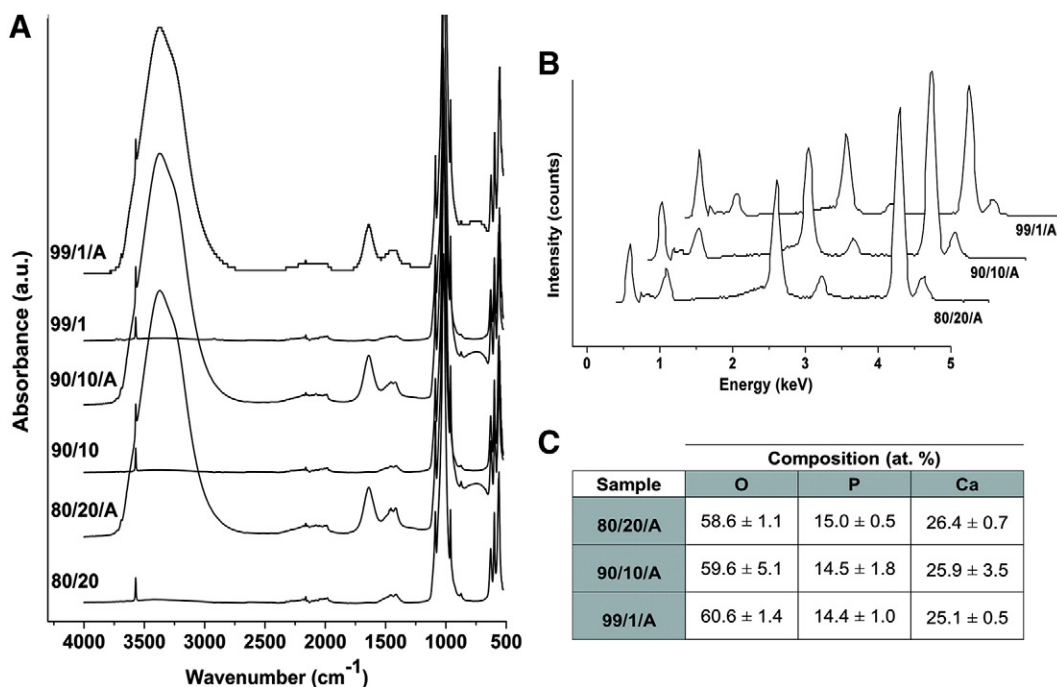 A
Absorbance (a.u.)
99/1/A
99/1
90/10/A
90/10
80/20/A
80/20
4000 3500 3000 2500 2000 1500 1000 500
Wavenumber (cm-1)
B
Intensity (counts)
99/1/A
90/10/A
80/20/A
0 1 2 3 4 5
Energy (keV)
C
Composition (at. %)
Sample O P Ca
80/20/A 58.6 ± 1.1 15.0 ± 0.5 26.4 ± 0.7
90/10/A 59.6 ± 5.1 14.5 ± 1.8 25.9 ± 3.5
99/1/A 60.6 ± 1.4 14.4 ± 1.0 25.1 ± 0.5